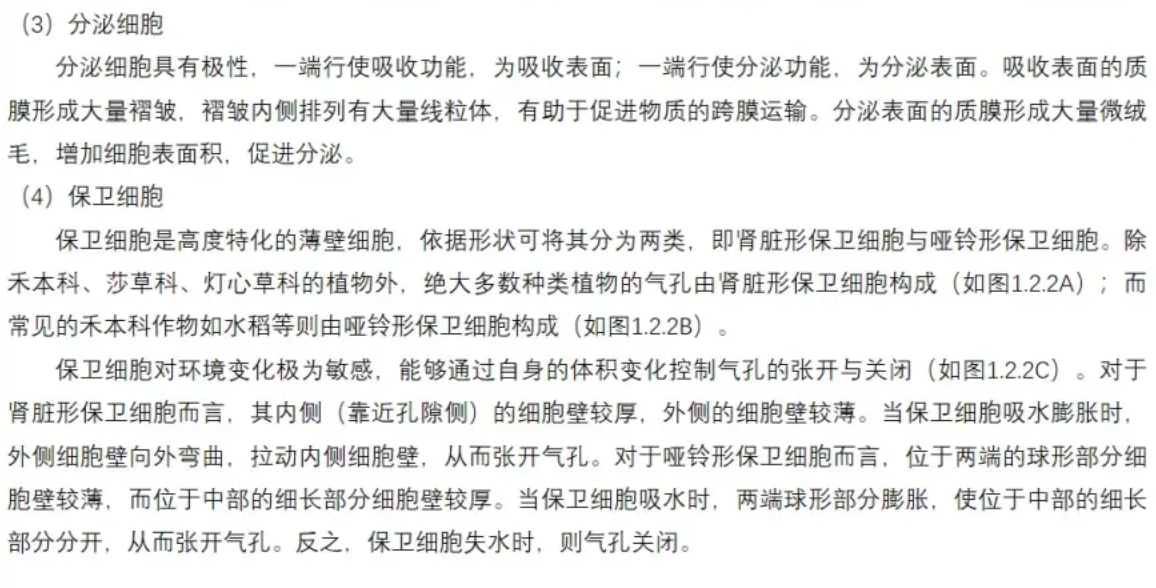 （3）分泌细胞
分泌细胞具有极性，一端行使吸收功能，为吸收表面；一端行使分泌功能，为分泌表面。吸收表面的质
膜形成大量褶皱，褶皱内侧排列有大量线粒体，有助于促进物质的跨膜运输。分泌表面的质膜形成大量微绒
毛，增加细胞表面积，促进分泌。
（4）保卫细胞
保卫细胞是高度特化的薄壁细胞，依据形状可将其分为两类，即肾脏形保卫细胞与哑铃形保卫细胞。除
禾本科、莎草科、灯心草科的植物外，绝大多数种类植物的气孔由肾脏形保卫细胞构成（如图1.2.2A）；而
常见的禾本科作物如水稻等则由哑铃形保卫细胞构成（如图1.2.2B）。
保卫细胞对环境变化极为敏感，能够通过自身的体积变化控制气孔的张开与关闭（如图1.2.2C）。对于
肾脏形保卫细胞而言，其内侧（靠近孔隙侧）的细胞壁较厚，外侧的细胞壁较薄。当保卫细胞吸水膨胀时，
外侧细胞壁向外弯曲，拉动内侧细胞壁，从而张开气孔。对于哑铃形保卫细胞而言，位于两端的球形部分细
胞壁较薄，而位于中部的细长部分细胞壁较厚。当保卫细胞吸水时，两端球形部分膨胀，使位于中部的细长
部分分开，从而张开气孔。反之，保卫细胞失水时，则气孔关闭。